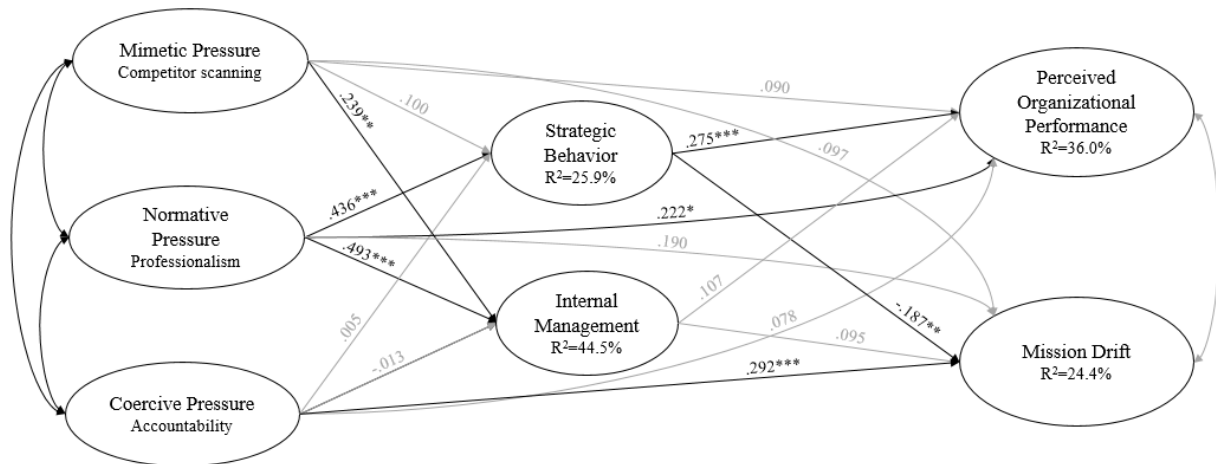 Mimetic Pressure
Competitor scanning
Normative
Pressure
Professionalism
Coercive Pressure
Accountability
.239**
.100
.090
.097
.436***
.493***
.222*
.190
.005
-.013
.078
.292***
Strategic
Behavior
R²=25.9%
Internal
Management
R²=44.5%
.275***
-.187**
.107
.095
Perceived
Organizational
Performance
R²=36.0%
Mission Drift
R²=24.4%